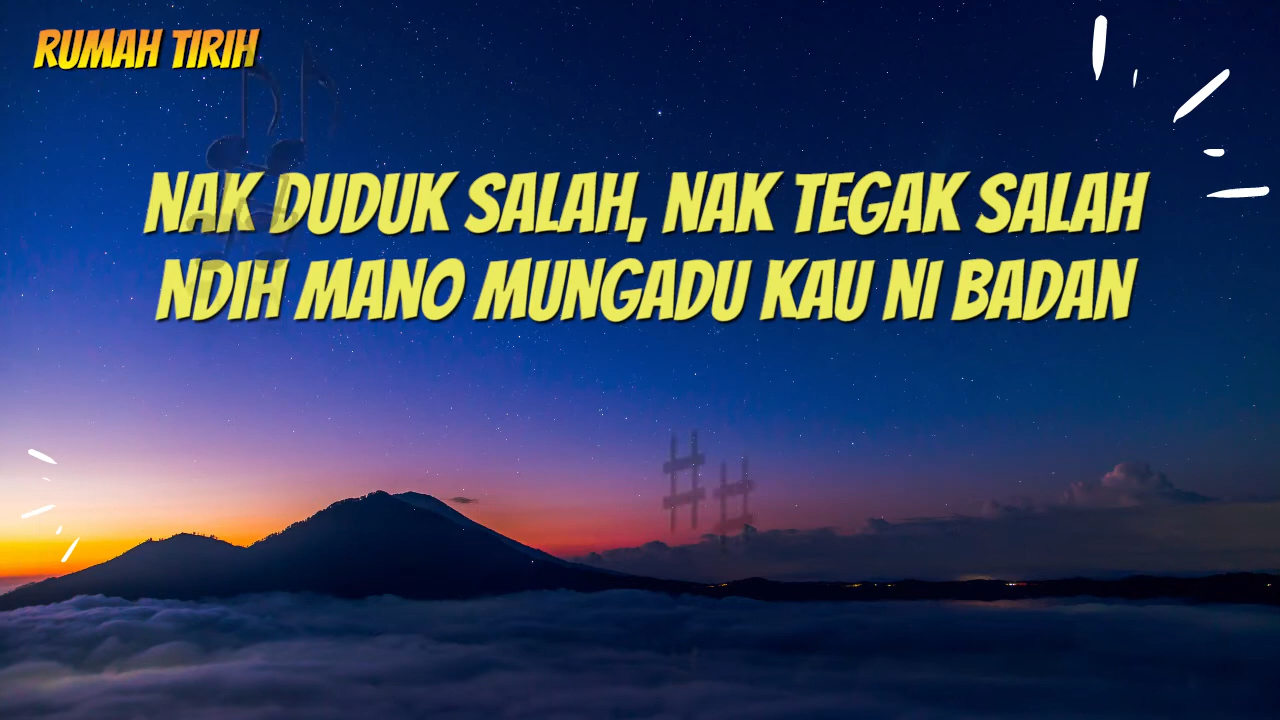 RUMAH TIRIH
NAK DUDUK SALAH, NAK TEGAK SALAH
NDIH MANO MUNGADU KAU NI BADAN